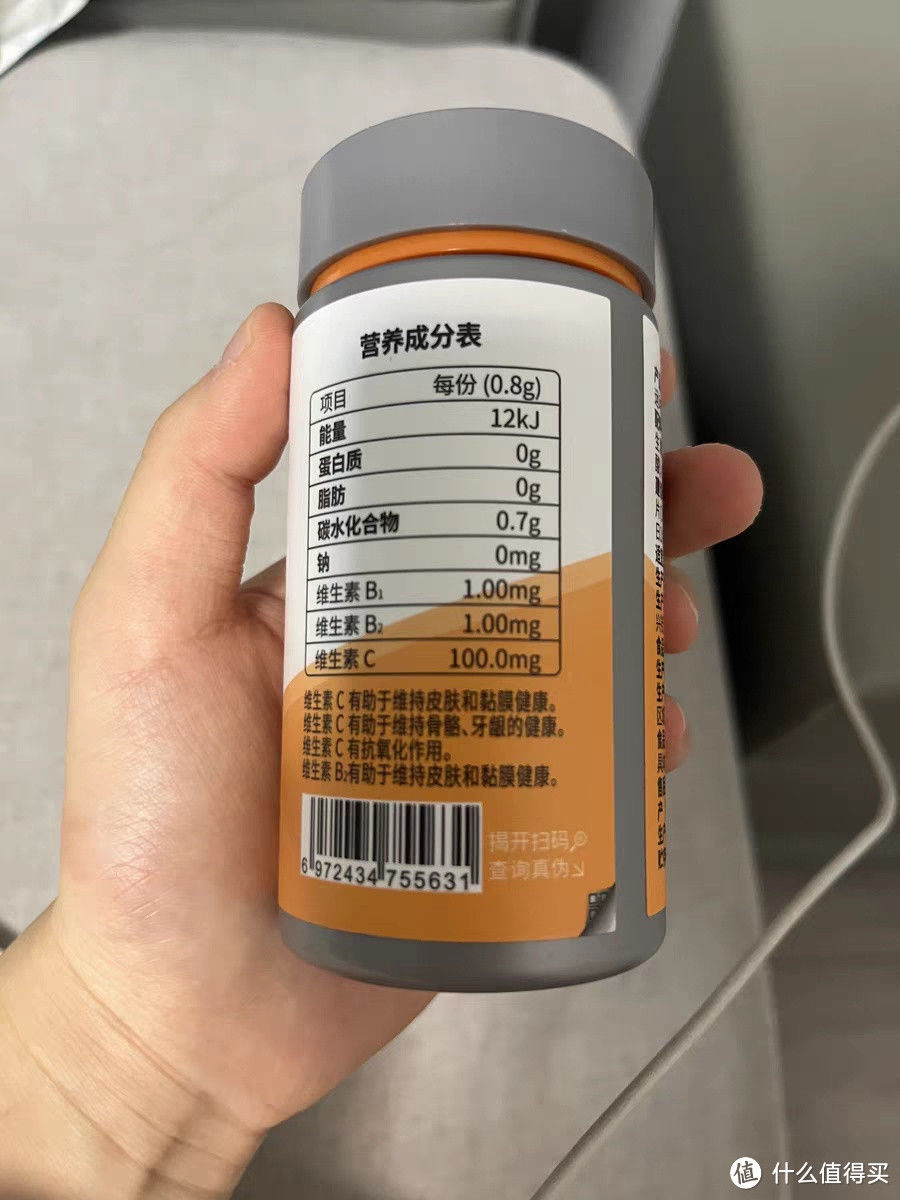 营养成分表
项目 每份 (0.8g)
能量 12kJ
蛋白质 0g
脂肪 0g
碳水化合物 0.7g
钠 0mg
维生素 B₁ 1.00mg
维生素 B₂ 1.00mg
维生素 C 100.0mg
维生素 C 有助于维持皮肤和黏膜健康。
维生素 C 有助于维持骨骼、牙龈的健康。
维生素 C 有抗氧化作用。
维生素 B₂有助于维持皮肤和黏膜健康。
6 972434 755631
揭开扫码
查询真伪
值 什么值得买